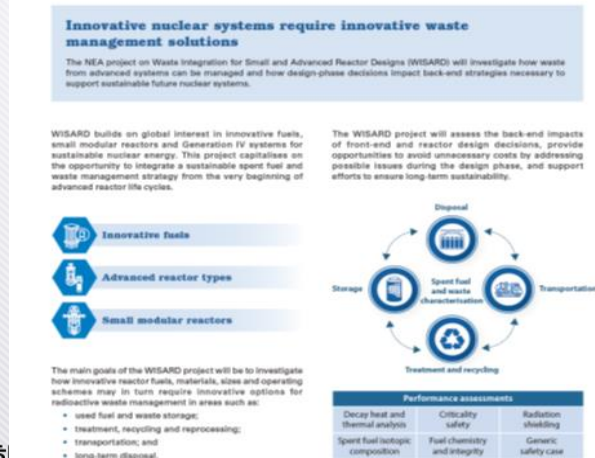 Innovative nuclear systems require innovative waste
management solutions
The NEA project on Waste Integration for Small and Advanced Reactor Designs (WISARD) will investigate how waste
from advanced systems can be managed and how design-phase decisions impact back-end strategies necessary to
support sustainable future nuclear systems.
WISARD builds on global interest in innovative fuels,
small modular reactors and Generation IV systems for
sustainable nuclear energy. This project capitalises on
the opportunity to integrate a sustainable spent fuel and
waste management strategy from the very beginning of
advanced reactor life cycles.
Innovative fuels
Advanced reactor types
Small modular reactors
The main goals of the WISARD project will be to investigate
how innovative reactor fuels, materials, sizes and operating
schemes may in turn require innovative options for
radioactive waste management in areas such as:
• used fuel and waste storage;
• treatment, recycling and reprocessing;
• transportation; and
• long-term disposal.
The WISARD project will assess the back-end impacts
of front-end and reactor design decisions, provide
opportunities to avoid unnecessary costs by addressing
possible issues during the design phase, and support
efforts to ensure long-term sustainability.
Disposal
Storage
Spent fuel
and waste
characterisation
Transportation
Treatment and recycling
Performance assessments
Decay heat and
thermal analysis
Criticality
safety
Radiation
shielding
Spent fuel isotopic
composition
Fuel chemistry
and integrity
Generic
safety case